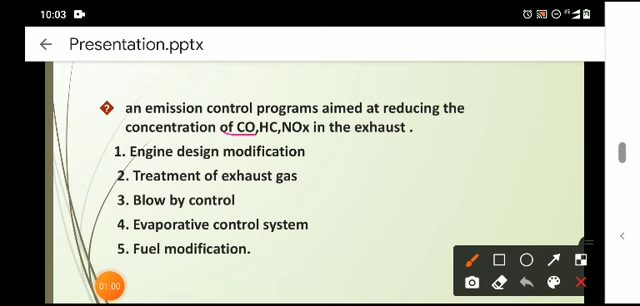 10:03
Presentation.pptx
an emission control programs aimed at reducing the
concentration of CO,HC,NOx in the exhaust .
1. Engine design modification
2. Treatment of exhaust gas
3. Blow by control
4. Evaporative control system
5. Fuel modification.
01:00